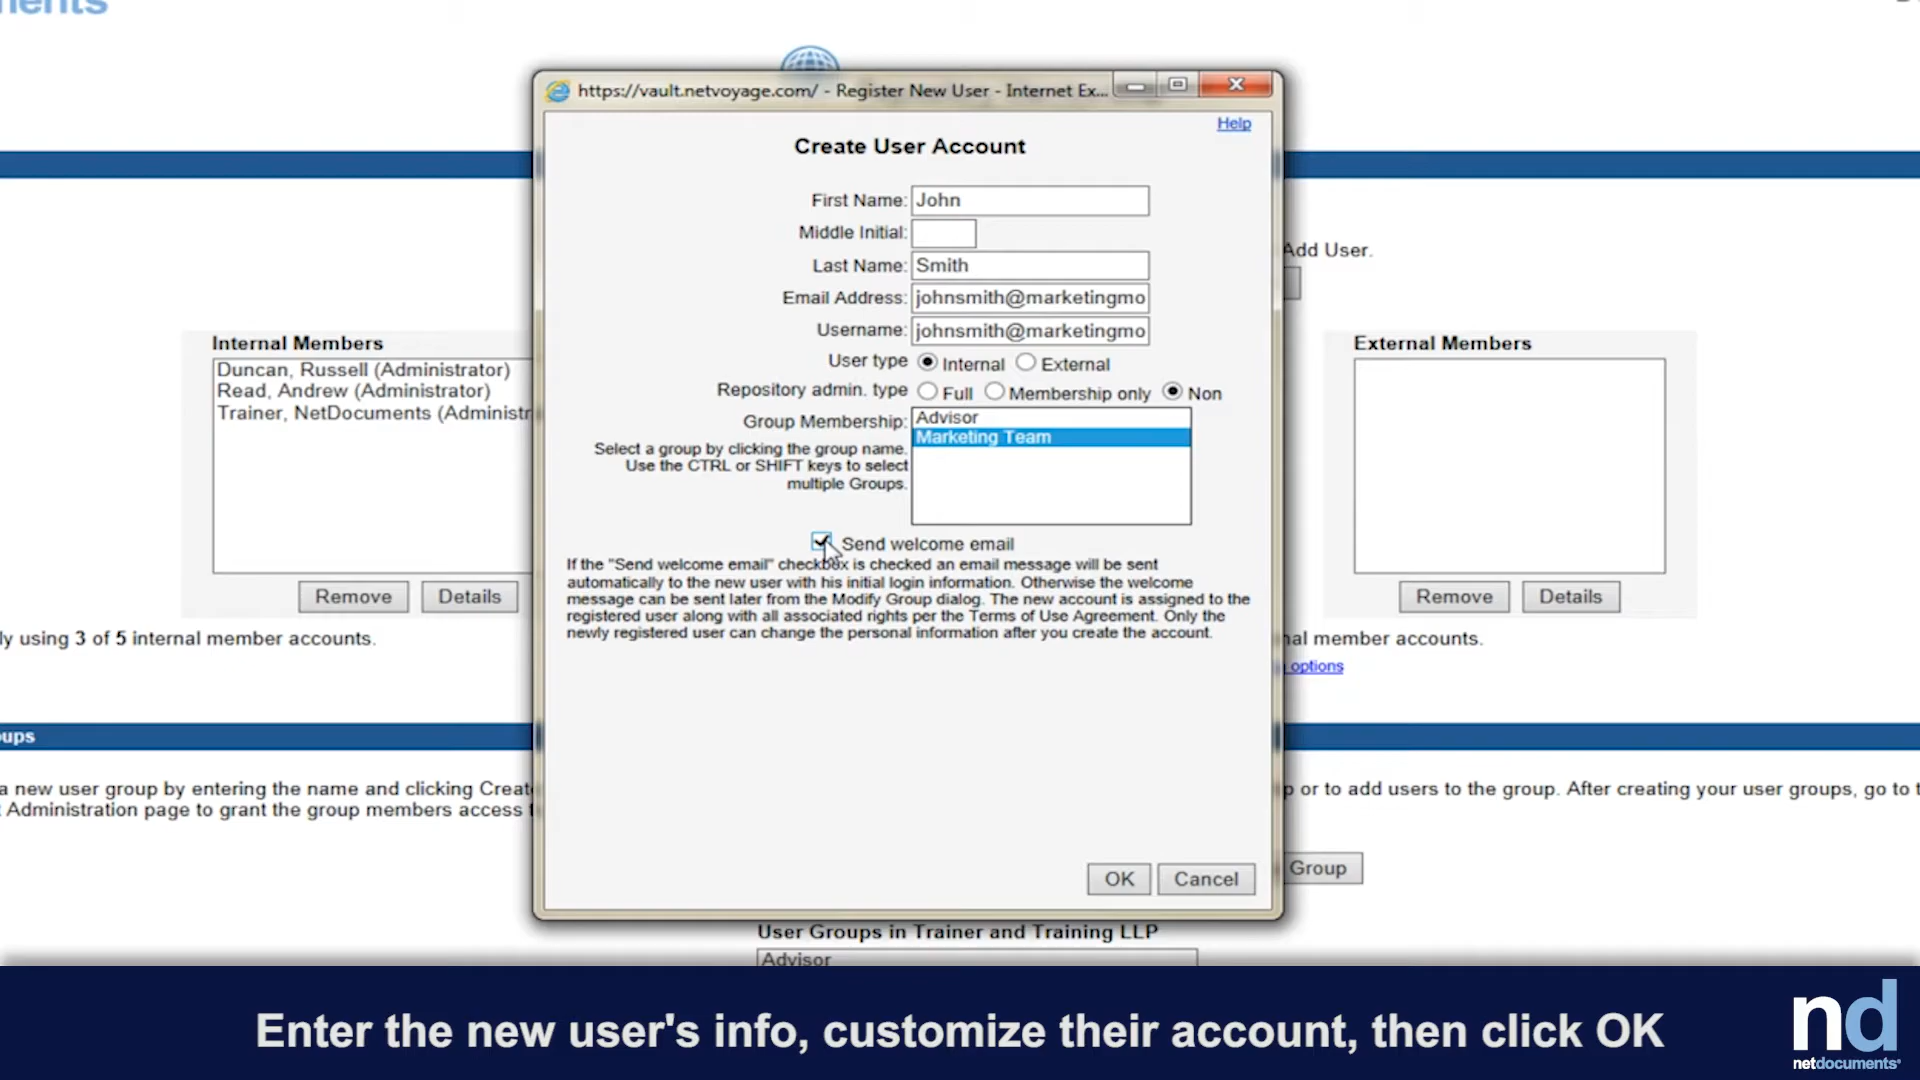 https://vault.netvoyage.com/ - Register New User - Internet Ex...
Help
Create User Account
First Name: John
Middle Initial:
Last Name: Smith
Email Address: johnsmith@marketingmo
Username: johnsmith@marketingmo
User type Internal External
Repository admin. type Full Membership only Non
Group Membership: Advisor
Marketing Team
Select a group by clicking the group name.
Use the CTRL or SHIFT keys to select
multiple Groups.
Send welcome email
If the "Send welcome email" checkbox is checked an email message will be sent
automatically to the new user with his initial login information. Otherwise the welcome
message can be sent later from the Modify Group dialog. The new account is assigned to the
registered user along with all associated rights per the Terms of Use Agreement. Only the
newly registered user can change the personal information after you create the account.
OK Cancel
Add User.
Internal Members
Duncan, Russell (Administrator)
Read, Andrew (Administrator)
Trainer, NetDocuments (Administr
Remove Details
ly using 3 of 5 internal member accounts.
External Members
Remove Details
nal member accounts.
options
ups
a new user group by entering the name and clicking Create
p or to add users to the group. After creating your user groups, go to t
Administration page to grant the group members access
Group
User Groups in Trainer and Training LLP
Advisor
Enter the new user's info, customize their account, then click OK
nd
netdocuments